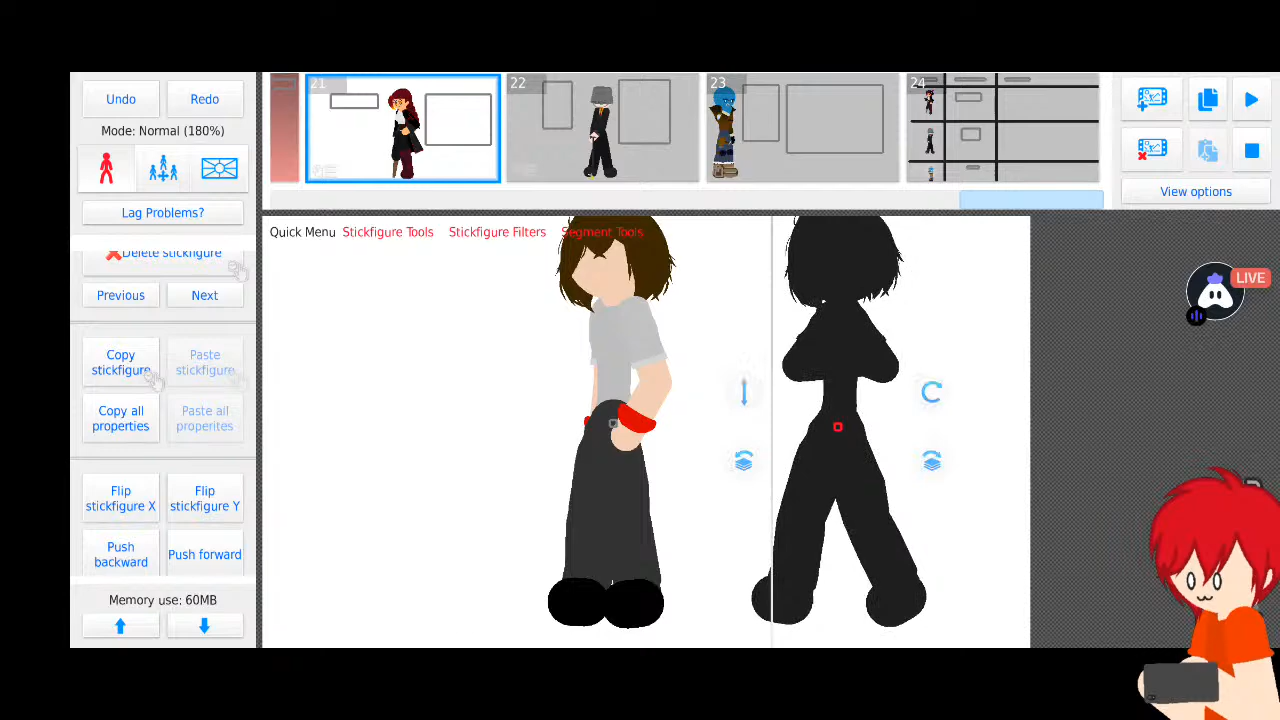 Undo
Redo
Mode: Normal (180%)
Lag Problems?
Delete stickfigure
Previous
Next
Copy
stickfigure
Paste
stickfigure
Copy all
properties
Paste all
properites
Flip
stickfigure X
Flip
stickfigure Y
Push
backward
Push forward
Memory use: 60MB
21
22
23
24
View options
Quick Menu
Stickfigure Tools
Stickfigure Filters
Segment Tools
LIVE